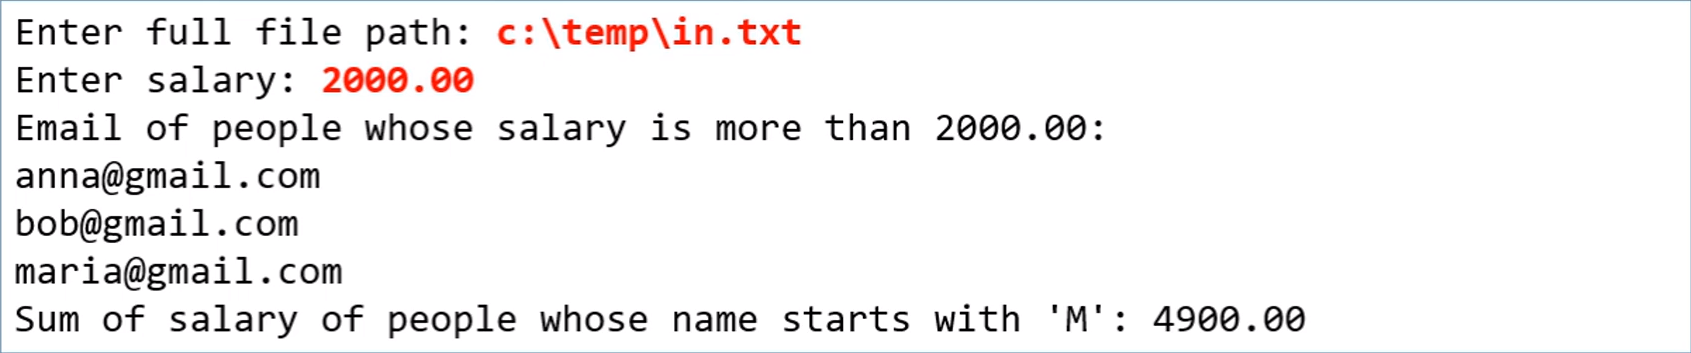 Enter full file path: c:\temp\in.txt
Enter salary: 2000.00
Email of people whose salary is more than 2000.00:
anna@gmail.com
bob@gmail.com
maria@gmail.com
Sum of salary of people whose name starts with 'M': 4900.00